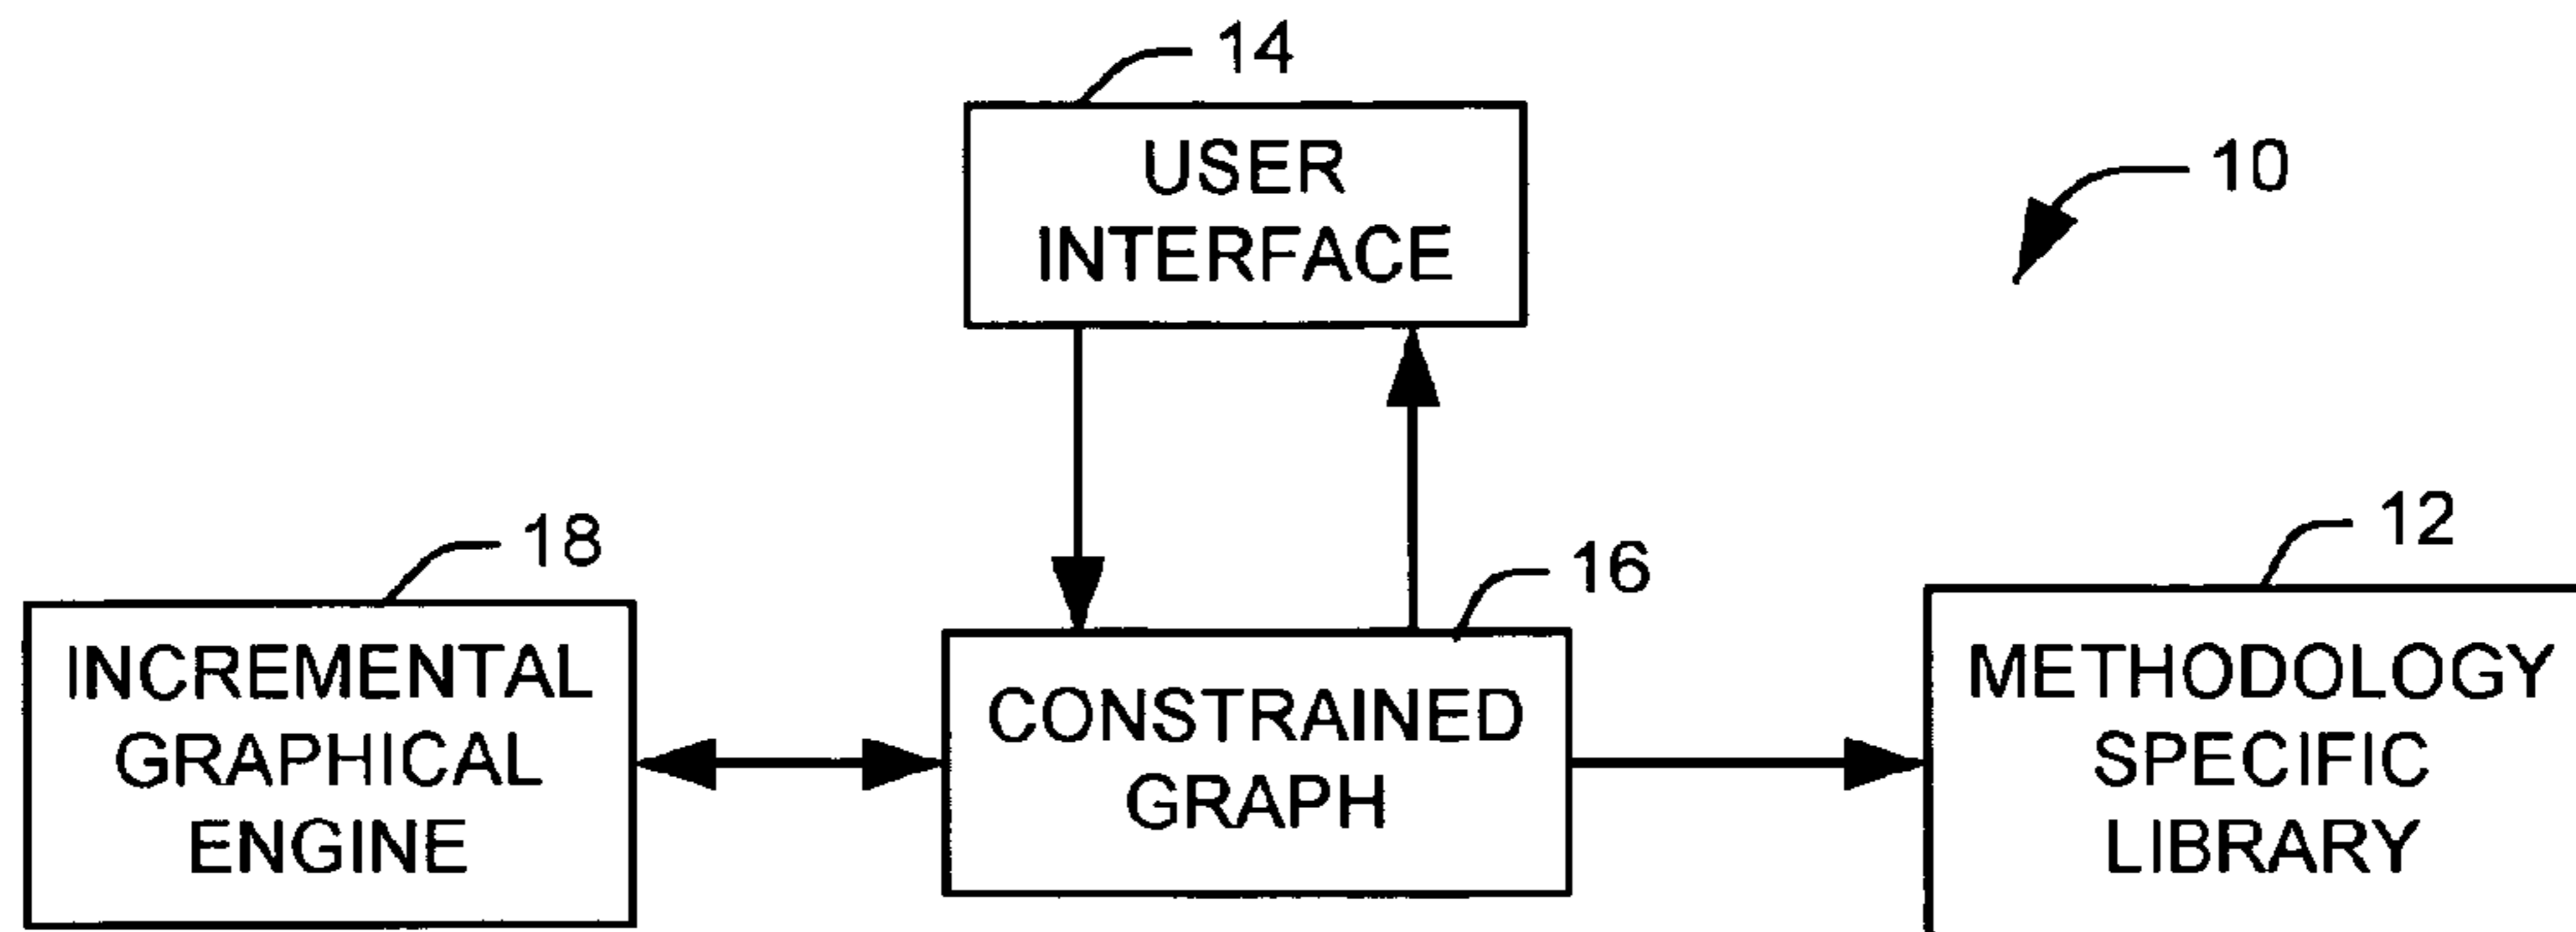 14
USER
INTERFACE
10
18
INCREMENTAL
GRAPHICAL
ENGINE
16
CONSTRAINED
GRAPH
12
METHODOLOGY
SPECIFIC
LIBRARY